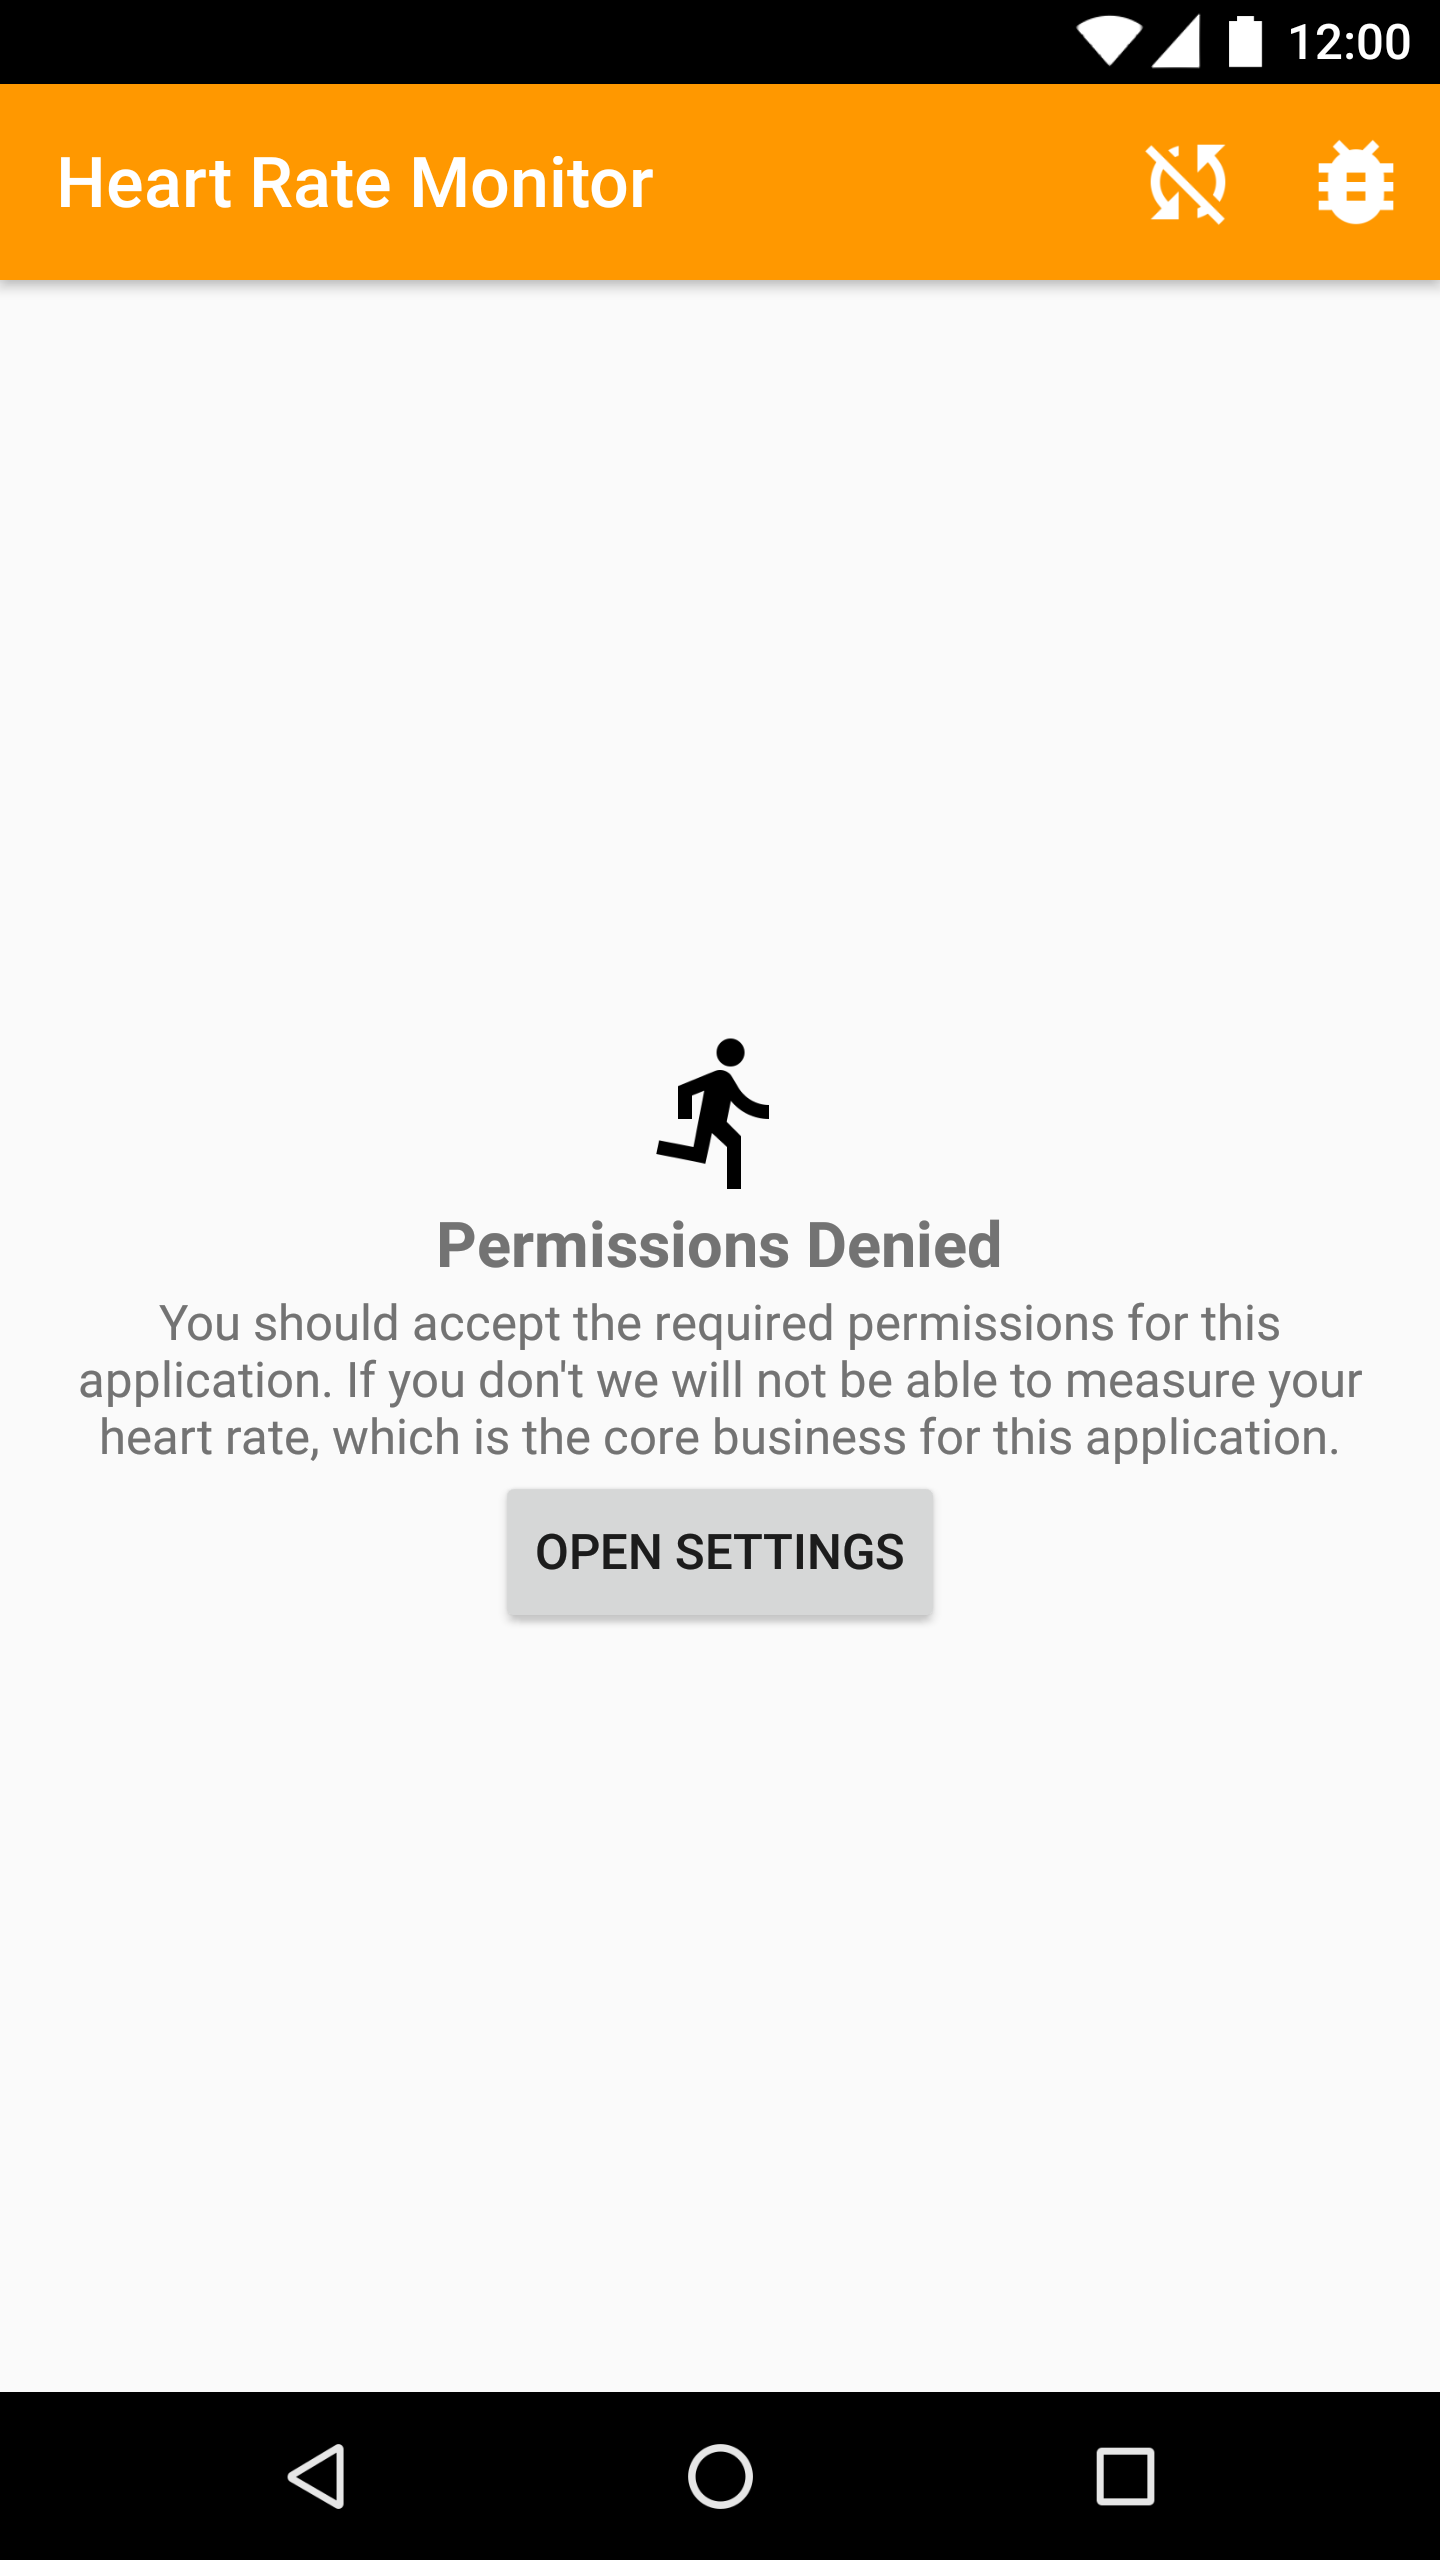 12:00
Heart Rate Monitor
Permissions Denied
You should accept the required permissions for this
application. If you don't we will not be able to measure your
heart rate, which is the core business for this application.
OPEN SETTINGS